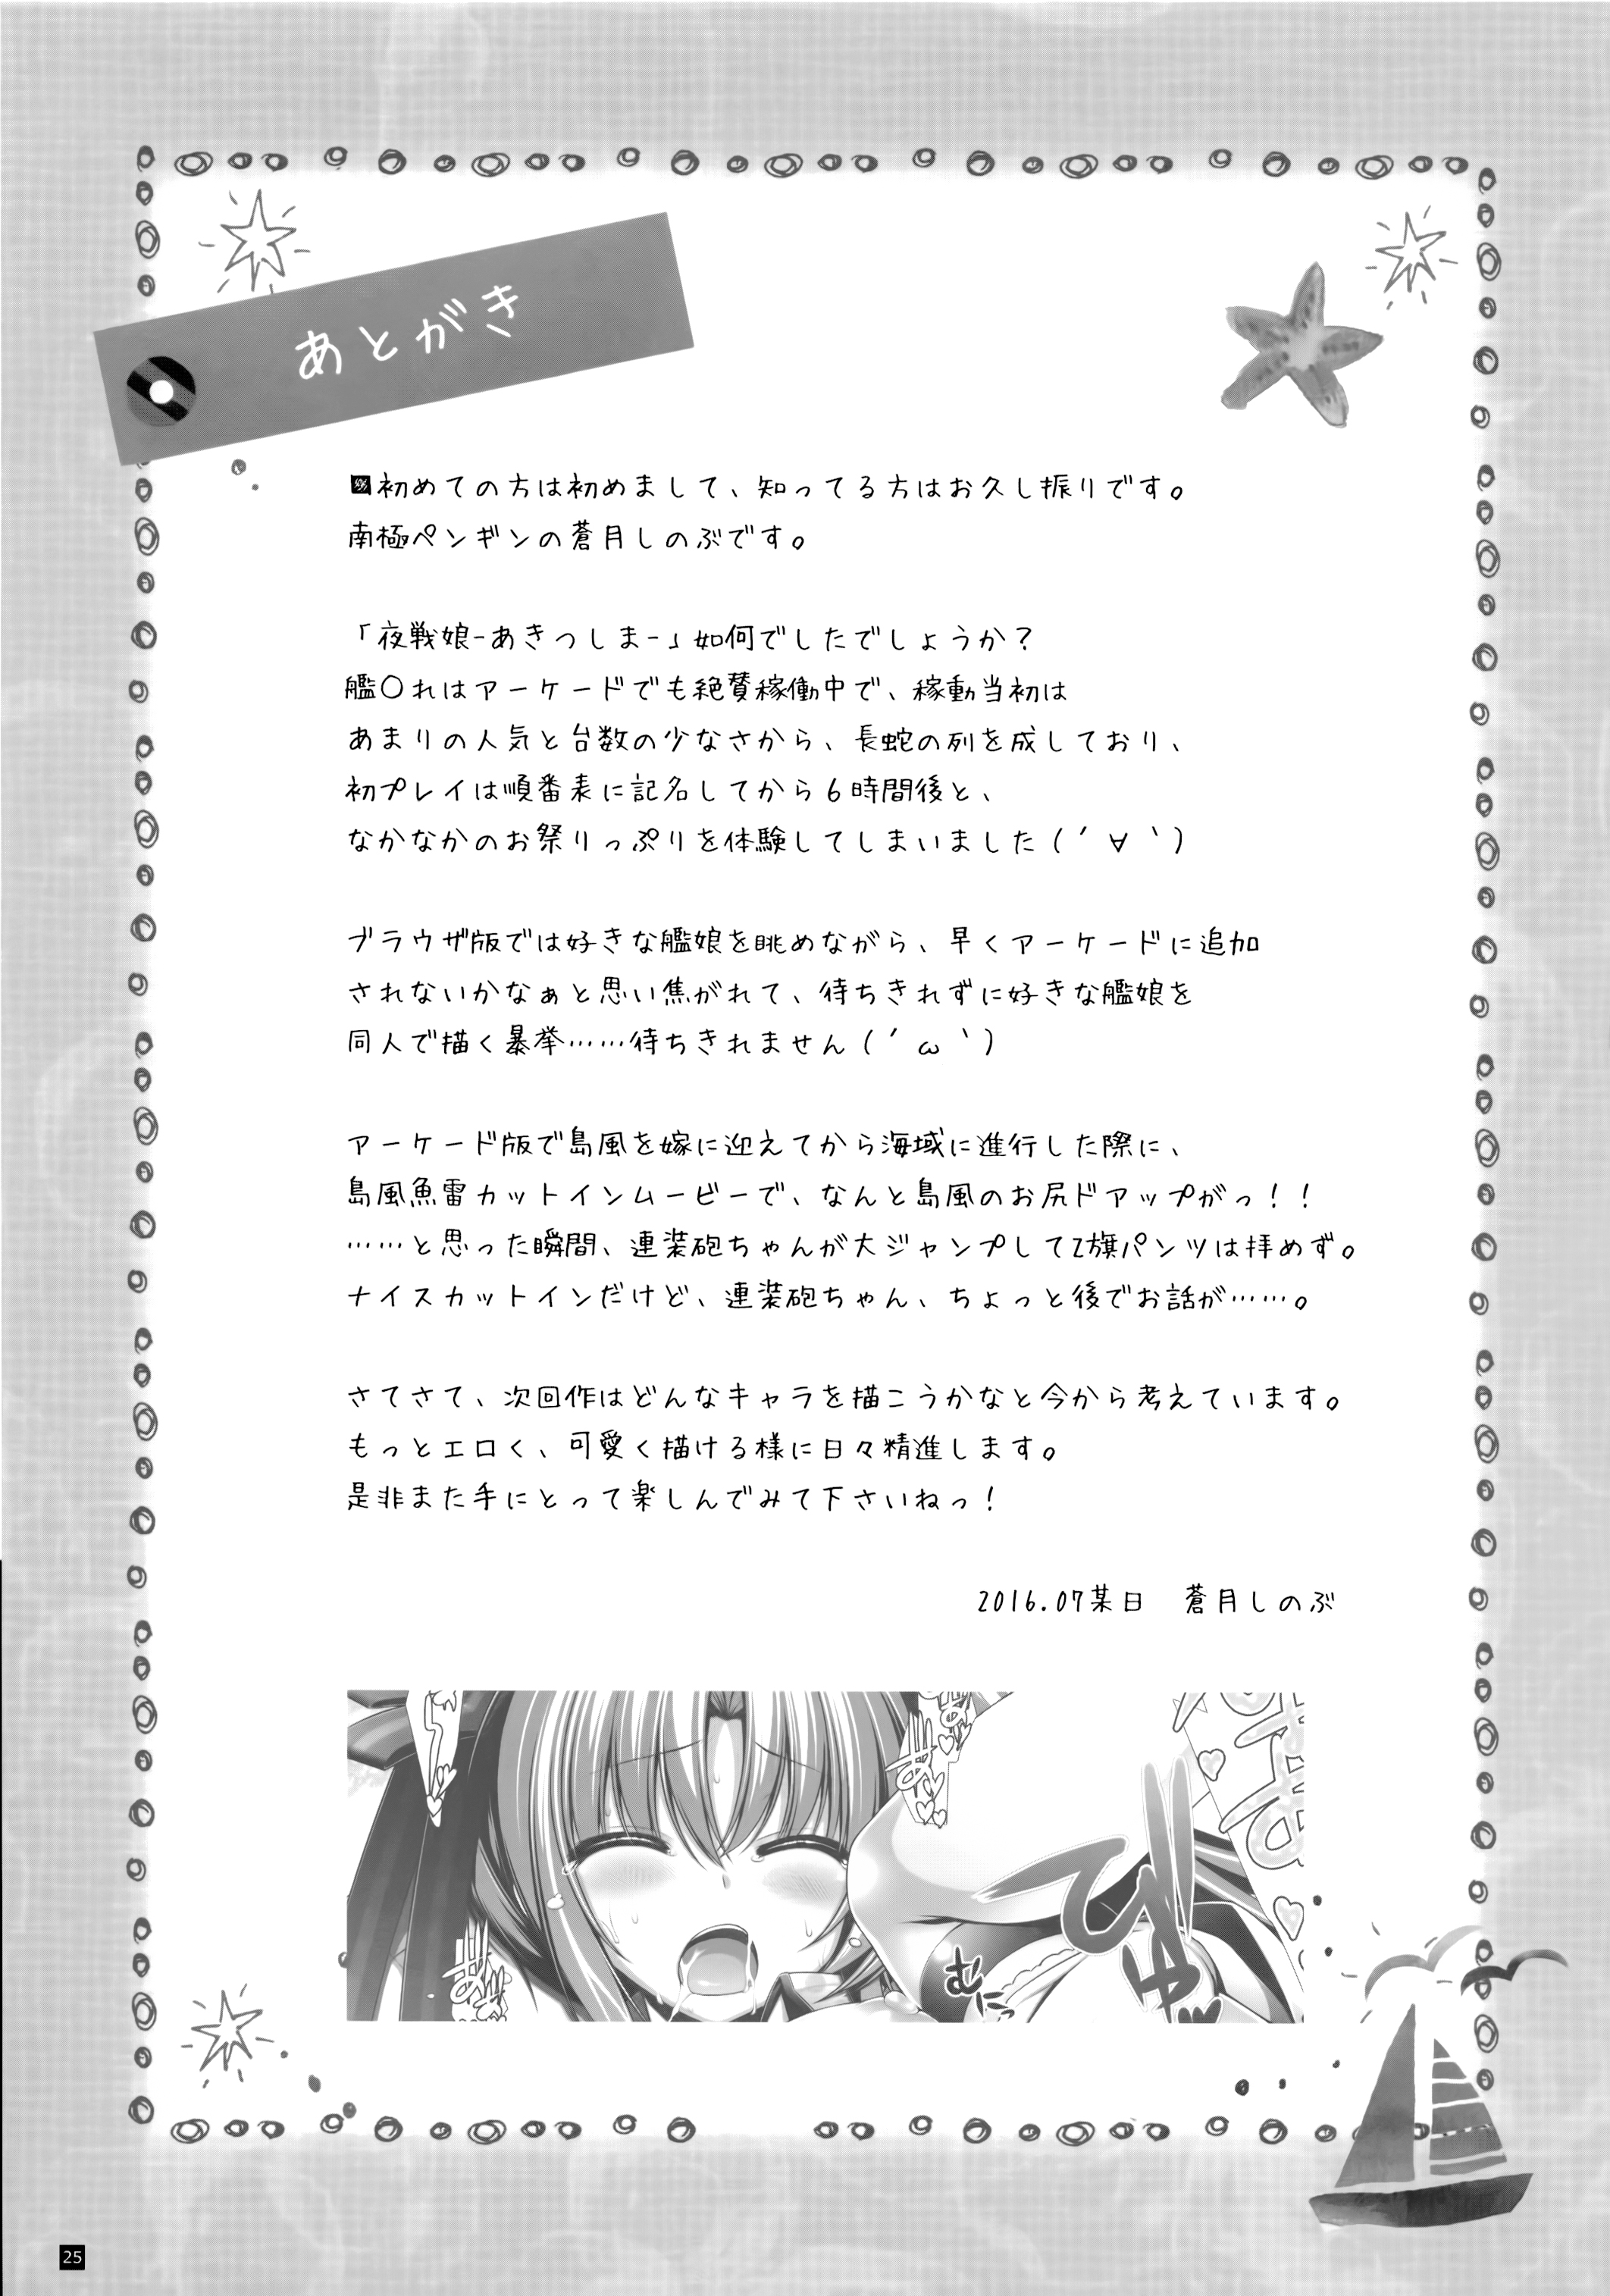 あとがき
初めての方は初めまして、知ってる方はお久し振りです。
南極ペンギンの蒼月しのぶです。
「夜戦娘-あきつしま-」如何でしたでしょうか？
艦〇れはアーケードでも絶賛稼働中で、稼動当初は
あまりの人気と台数の少なさから、長蛇の列を成しており、
初プレイは順番表に記名してから６時間後と、
なかなかのお祭りっぷりを体験してしまいました（´∀｀）
ブラウザ版では好きな艦娘を眺めながら、早くアーケードに追加
されないかなぁと思い焦がれて、待ちきれずに好きな艦娘を
同人で描く暴挙……待ちきれません（´ω｀）
アーケード版で島風を嫁に迎えてから海域に進行した際に、
島風魚雷カットインムービーで、なんと島風のお尻ドアップがっ！！
……と思った瞬間、連装砲ちゃんが大ジャンプしてZ旗パンツは拝めず。
ナイスカットインだけど、連装砲ちゃん、ちょっと後でお話が……。
さてさて、次回作はどんなキャラを描こうかなと今から考えています。
もっとエロく、可愛く描ける様に日々精進します。
是非また手にとって楽しんでみて下さいねっ！
2016.07某日　蒼月しのぶ
びゅ
むに
25